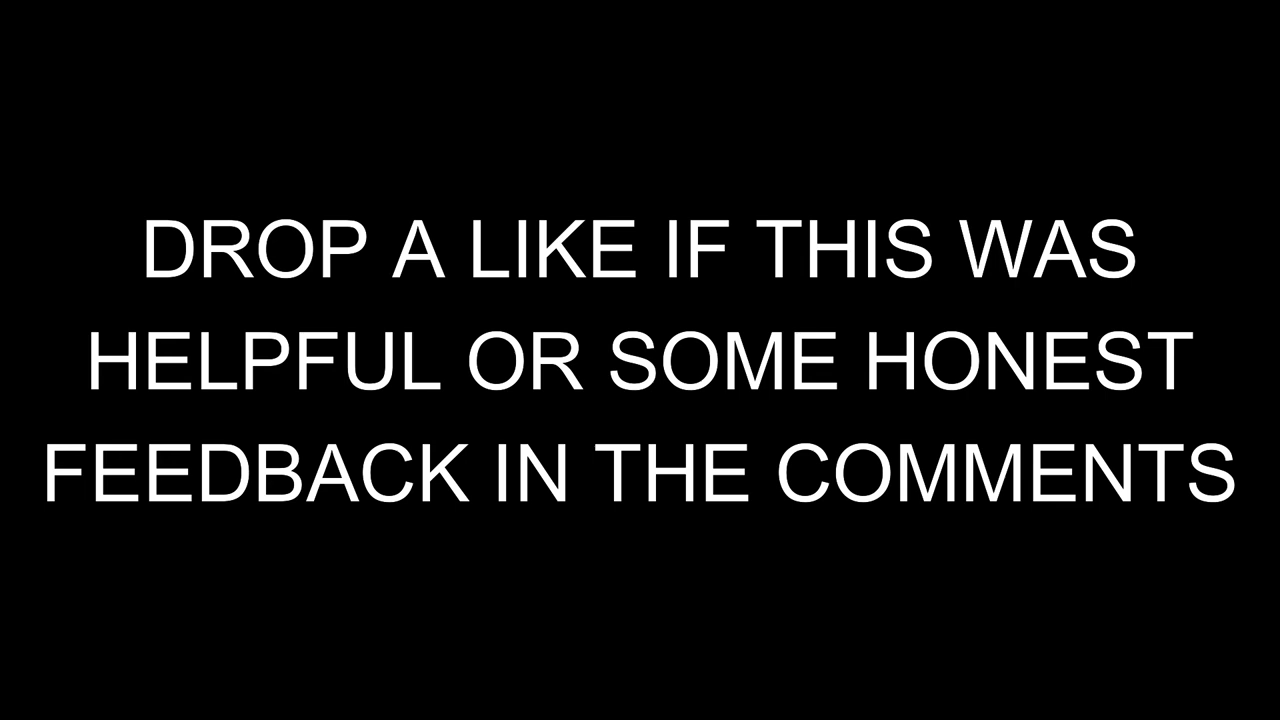 DROP A LIKE IF THIS WAS
HELPFUL OR SOME HONEST
FEEDBACK IN THE COMMENTS